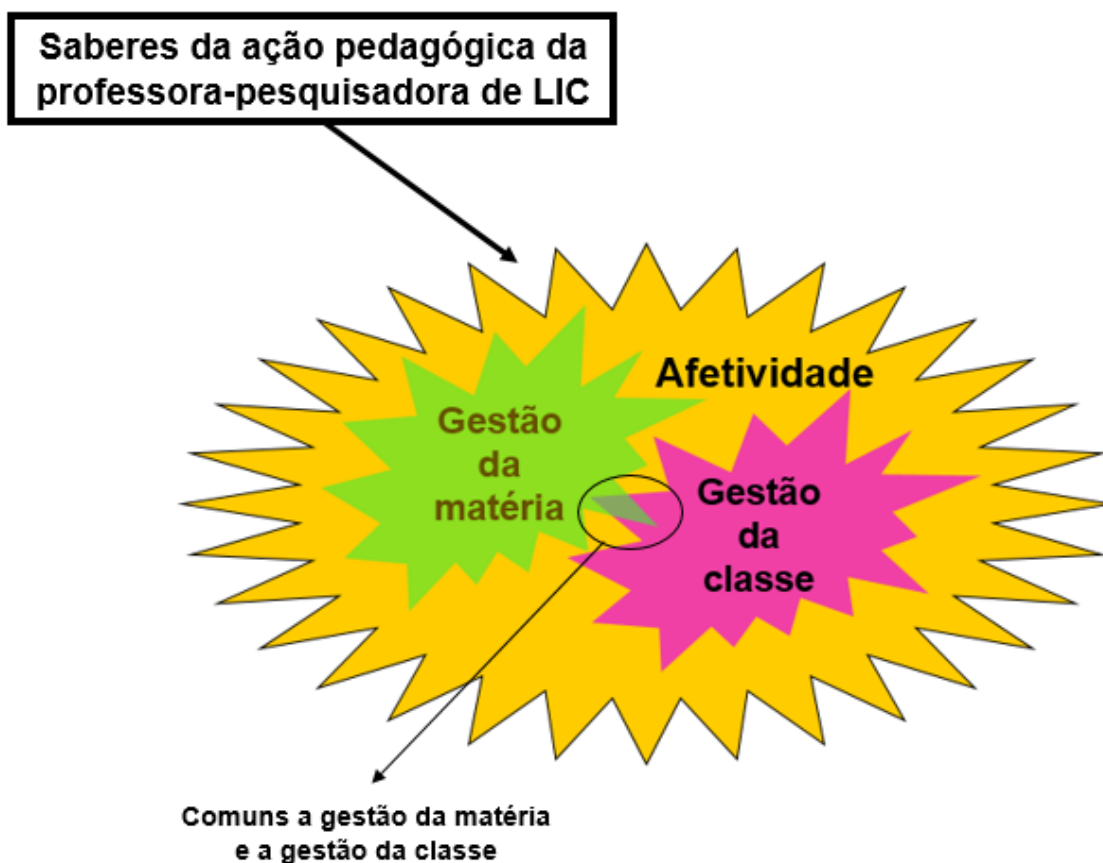 Saberes da ação pedagógica da
professora-pesquisadora de LIC
Afetividade
Gestão
da
matéria
Gestão
da
classe
Comuns a gestão da matéria
e a gestão da classe